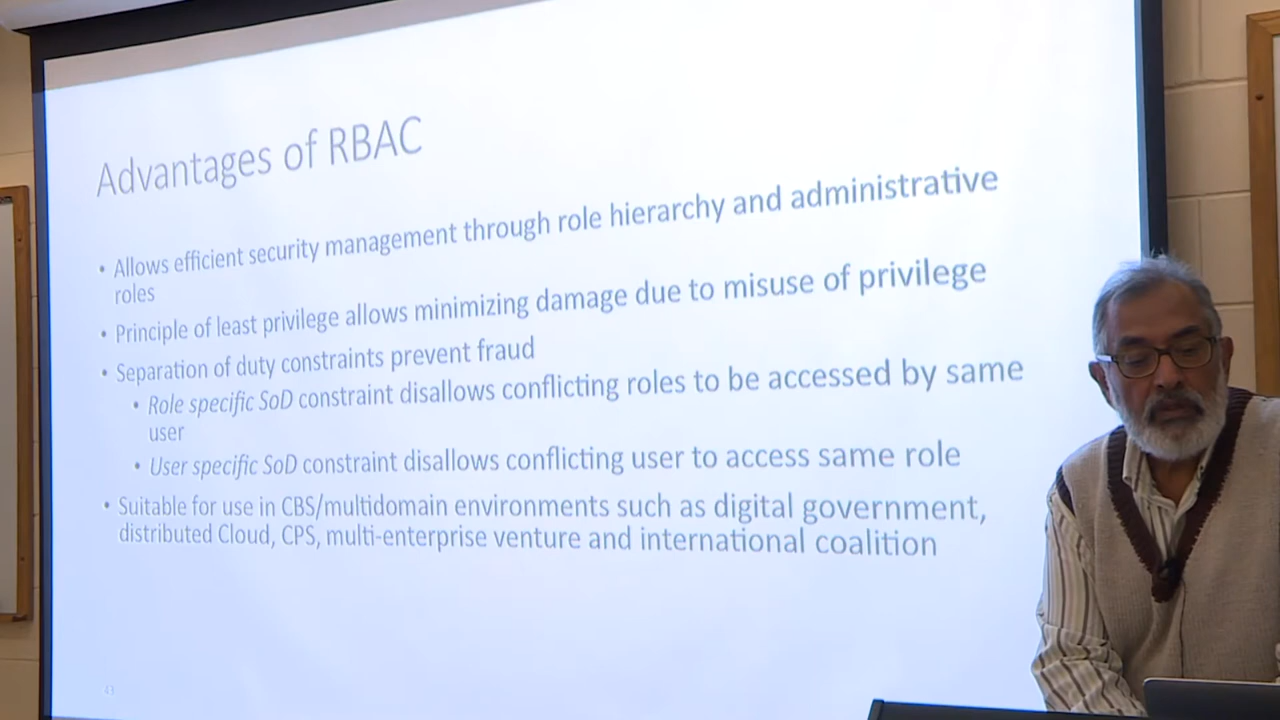 Advantages of RBAC
• Allows efficient security management through role hierarchy and administrative
roles
• Principle of least privilege allows minimizing damage due to misuse of privilege
• Separation of duty constraints prevent fraud
• Role specific SoD constraint disallows conflicting roles to be accessed by same
user
• User specific SoD constraint disallows conflicting user to access same role
• Suitable for use in CBS/multidomain environments such as digital government,
distributed Cloud, CPS, multi-enterprise venture and international coalition
43